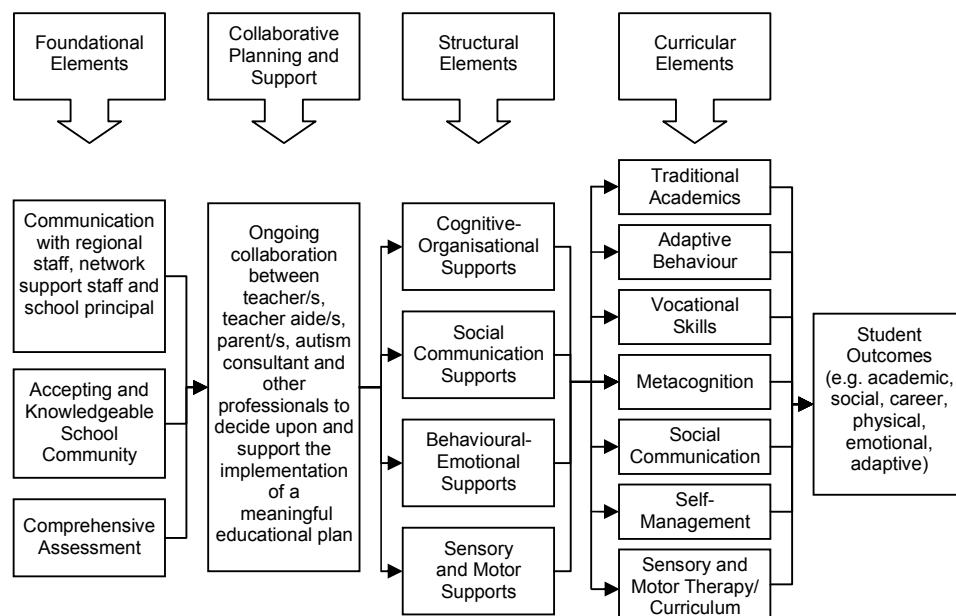 Foundational
Elements
Collaborative
Planning and
Support
Structural
Elements
Curricular
Elements
Communication
with regional
staff, network
support staff and
school principal
Accepting and
Knowledgeable
School
Community
Comprehensive
Assessment
Ongoing
collaboration
between
teacher/s,
teacher aide/s,
parent/s, autism
consultant and
other
professionals to
decide upon and
support the
implementation
of a
meaningful
educational plan
Cognitive-
Organisational
Supports
Social
Communication
Supports
Behavioural-
Emotional
Supports
Sensory
and Motor
Supports
Traditional
Academics
Adaptive
Behaviour
Vocational
Skills
Metacognition
Social
Communication
Self-
Management
Sensory and
Motor Therapy/
Curriculum
Student
Outcomes
(e.g. academic,
social, career,
physical,
emotional,
adaptive)